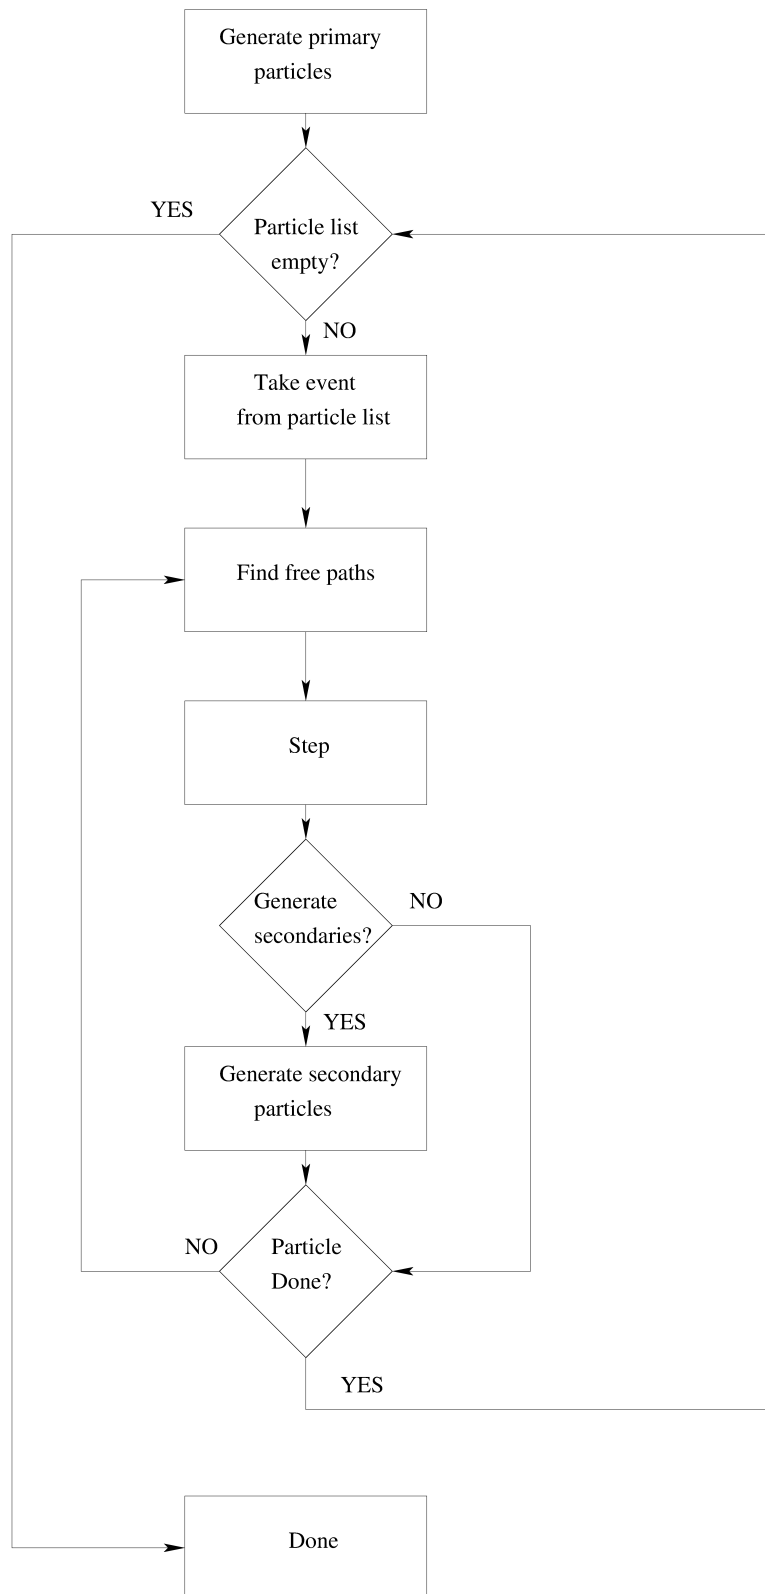 Generate primary
particles
YES
Particle list
empty?
NO
Take event
from particle list
Find free paths
Step
Generate
secondaries?
NO
YES
Generate secondary
particles
NO
Particle
Done?
YES
Done